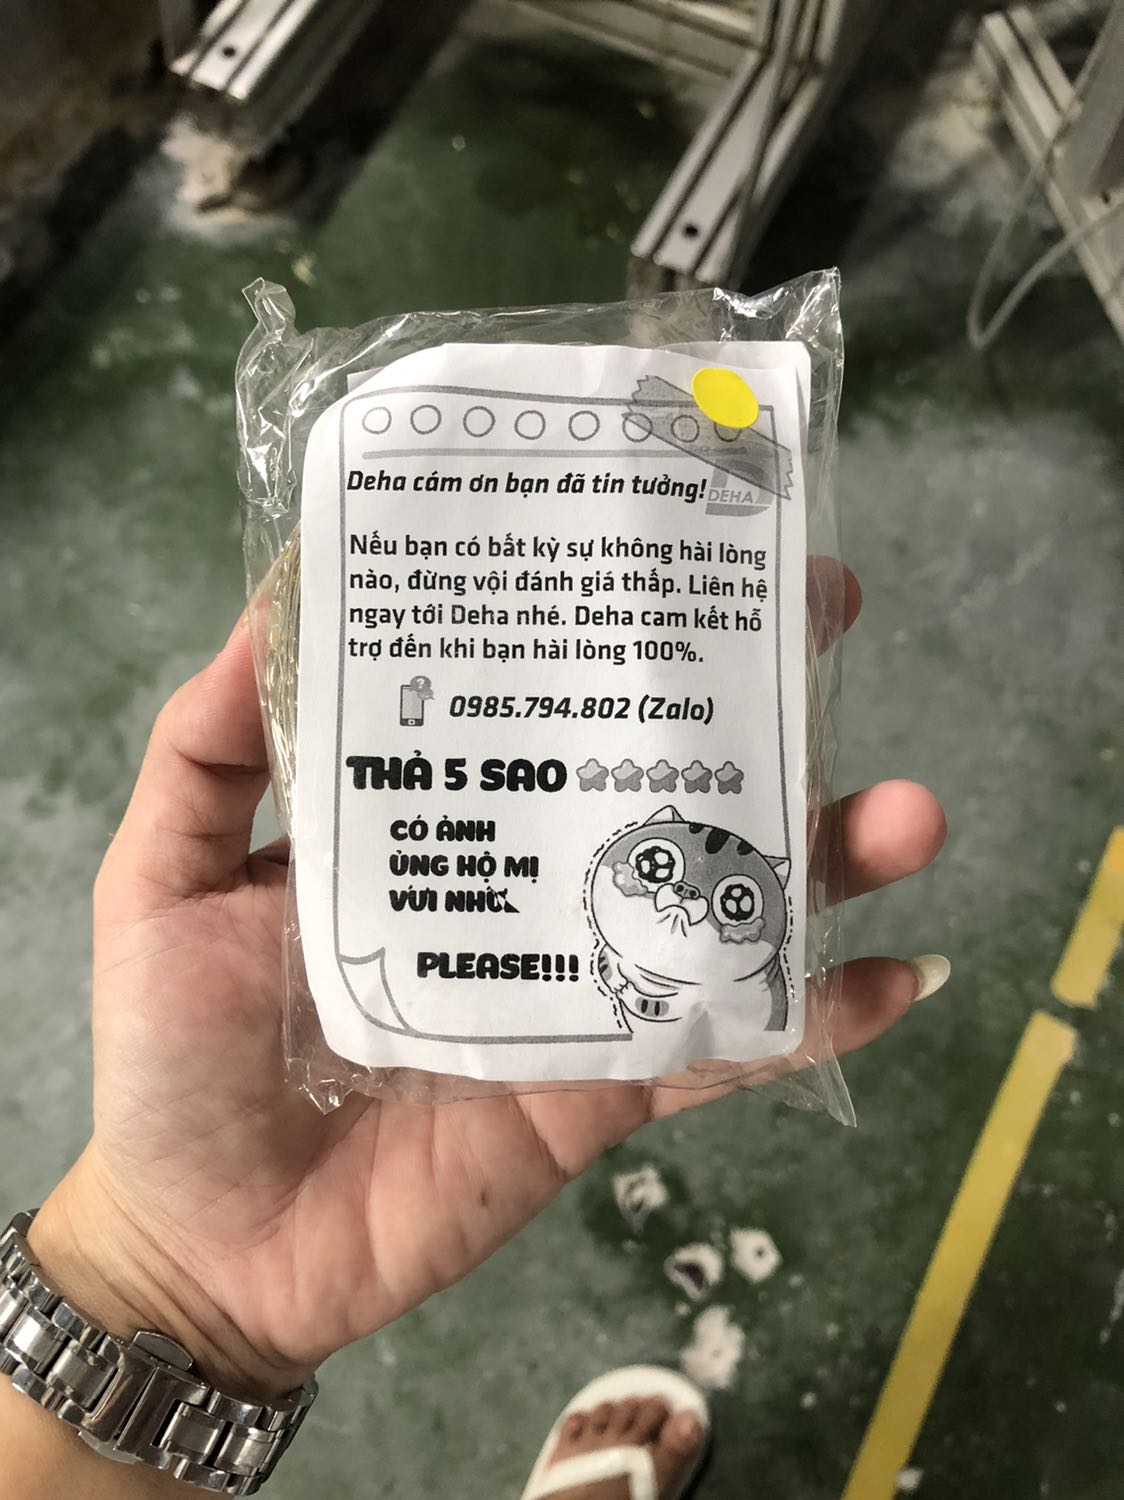 Deha cám ơn bạn đã tin tưởng!
DEHA
Nếu bạn có bất kỳ sự không hài lòng
nào, đừng vội đánh giá thấp. Liên hệ
ngay tới Deha nhé. Deha cam kết hỗ
trợ đến khi bạn hài lòng 100%.
0985.794.802 (Zalo)
THẢ 5 SAO
CÓ ẢNH
ỦNG HỘ MỊ
VỨI NHỨ
PLEASE!!!